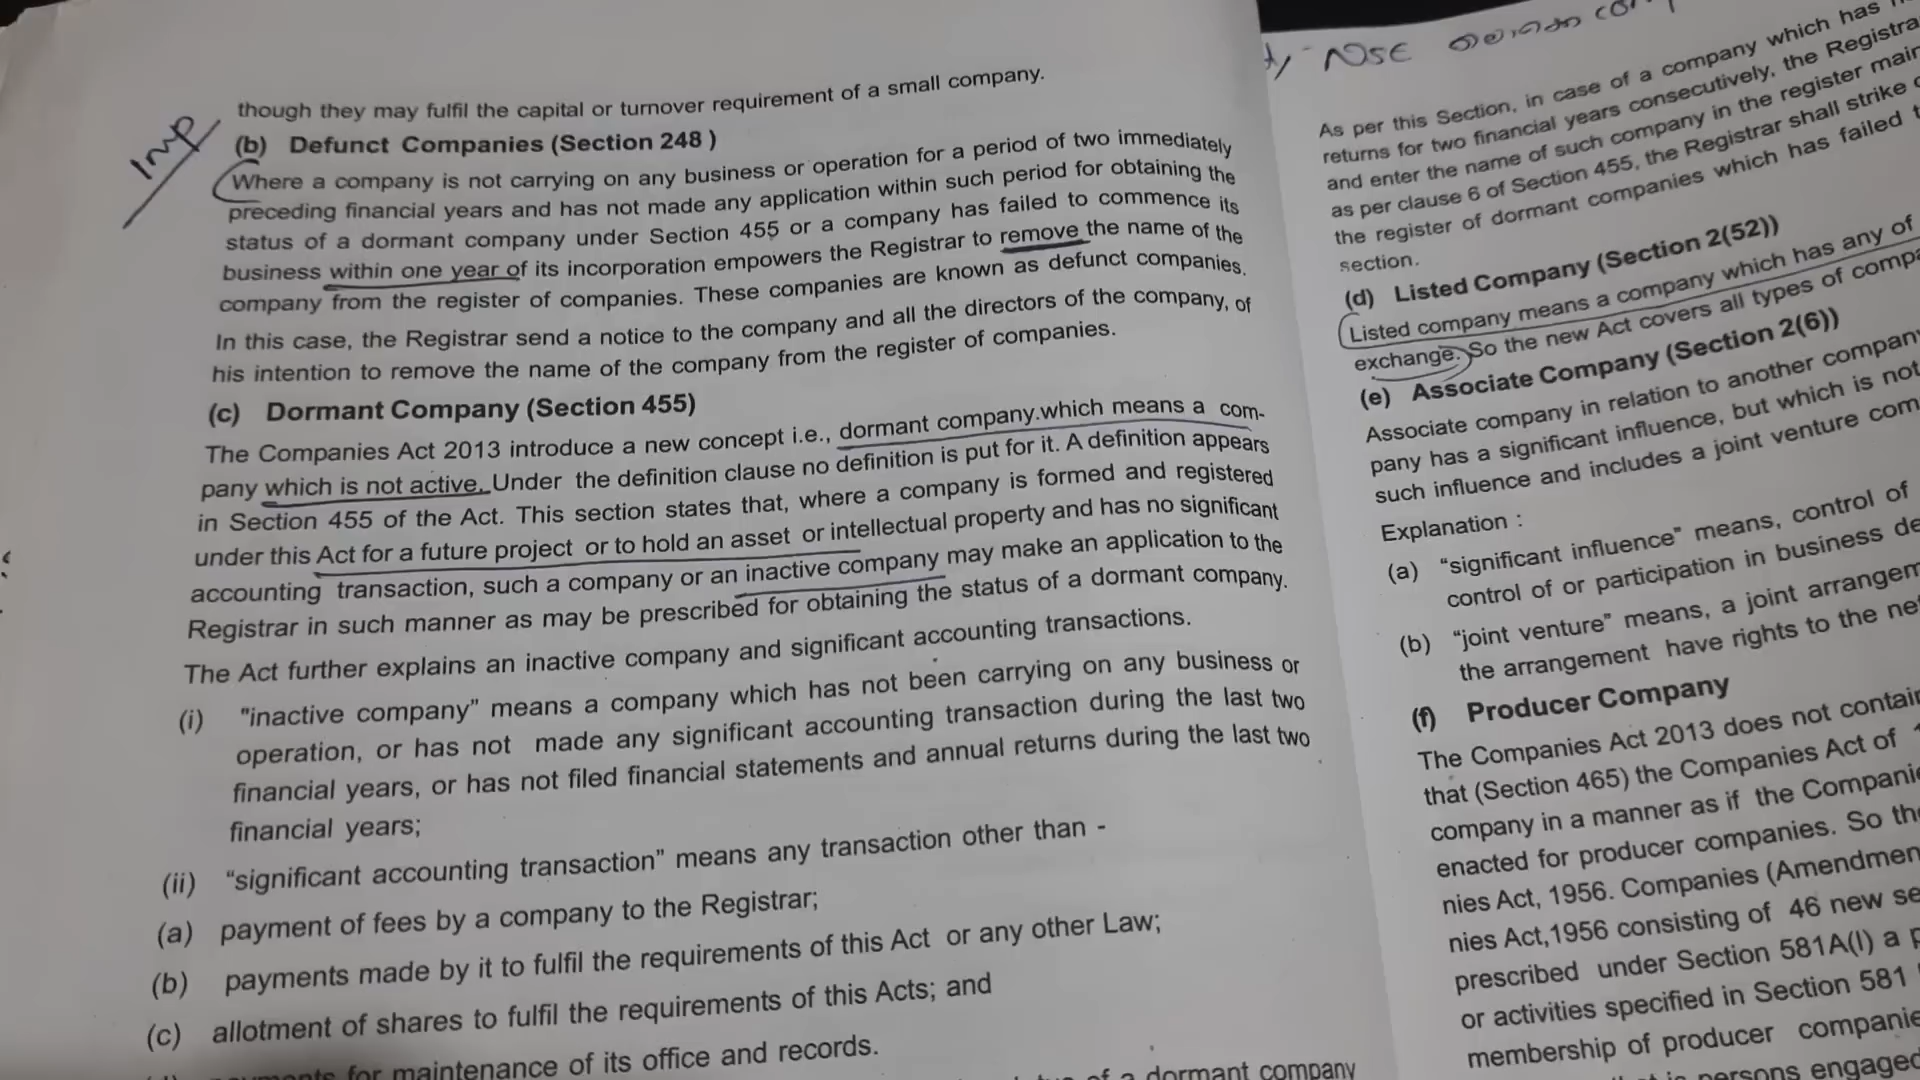 Imp
though they may fulfil the capital or turnover requirement of a small company.
(b) Defunct Companies (Section 248 )
Where a company is not carrying on any business or operation for a period of two immediately
preceding financial years and has not made any application within such period for obtaining the
status of a dormant company under Section 455 or a company has failed to commence its
business within one year of its incorporation empowers the Registrar to remove the name of the
company from the register of companies. These companies are known as defunct companies.
In this case, the Registrar send a notice to the company and all the directors of the company, of
his intention to remove the name of the company from the register of companies.
(c) Dormant Company (Section 455)
The Companies Act 2013 introduce a new concept i.e., dormant company.which means a com-
pany which is not active. Under the definition clause no definition is put for it. A definition appears
in Section 455 of the Act. This section states that, where a company is formed and registered
under this Act for a future project or to hold an asset or intellectual property and has no significant
accounting transaction, such a company or an inactive company may make an application to the
Registrar in such manner as may be prescribed for obtaining the status of a dormant company.
The Act further explains an inactive company and significant accounting transactions.
(i) "inactive company" means a company which has not been carrying on any business or
operation, or has not made any significant accounting transaction during the last two
financial years, or has not filed financial statements and annual returns during the last two
financial years;
(ii) “significant accounting transaction” means any transaction other than -
(a) payment of fees by a company to the Registrar;
(b) payments made by it to fulfil the requirements of this Act or any other Law;
(c) allotment of shares to fulfil the requirements of this Acts; and
for maintenance of its office and records.
of a dormant company
NSE
As per this Section, in case of a company which has
returns for two financial years consecutively, the
and enter the name of such company in the register
as per clause 6 of Section 455, the Registrar shall strike
the register of dormant companies which has failed
section.
(d) Listed Company (Section 2(52))
Listed company means a company which has any of
exchange. So the new Act covers all types of
(e) Associate Company (Section 2(6))
Associate company in relation to another
pany has a significant influence, but which is not
such influence and includes a joint venture
Explanation :
(a) “significant influence” means, control of
control of or participation in business
(b) “joint venture” means, a joint
the arrangement have rights to the
(f) Producer Company
The Companies Act 2013 does not
that (Section 465) the Companies Act of
company in a manner as if the
enacted for producer companies. So
nies Act, 1956. Companies
nies Act,1956 consisting of 46 new
prescribed under Section 581A(I) a
or activities specified in Section 581
membership of producer
persons engaged